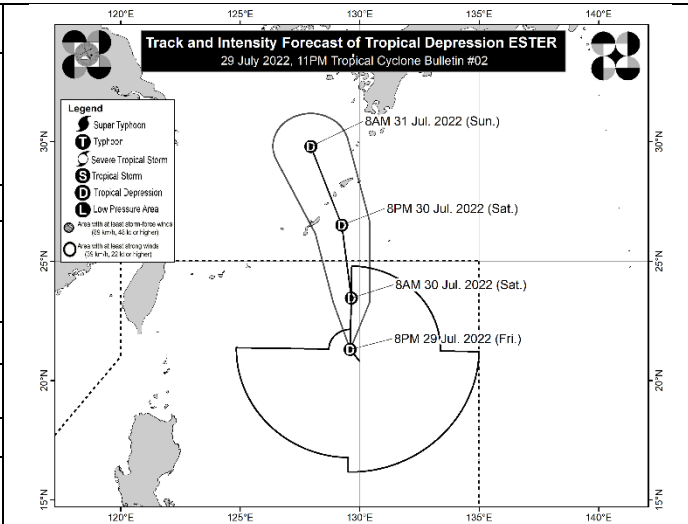 120°E 125°E 130°E 135°E 140°E
Track and Intensity Forecast of Tropical Depression ESTER
29 July 2022, 11PM Tropical Cyclone Bulletin #02
Legend
Super Typhoon
T Typhoon
Severe Tropical Storm
S Tropical Storm
D Tropical Depression
L Low Pressure Area
Area with at least storm-force winds
(89 km/h, 48 kt or higher)
Area with at least strong winds
(39 km/h, 22 kt or higher)
D 8AM 31 Jul. 2022 (Sun.)
30°N 30°N
D 8PM 30 Jul. 2022 (Sat.)
25°N 25°N
D 8AM 30 Jul. 2022 (Sat.)
D 8PM 29 Jul. 2022 (Fri.)
20°N 20°N
15°N 15°N
120°E 125°E 130°E 135°E 140°E